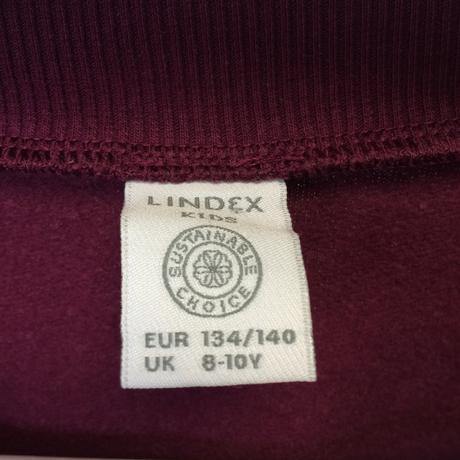 LINDEX
KIDS
SUSTAINABLE
CHOICE
EUR 134/140
UK 8-10Y